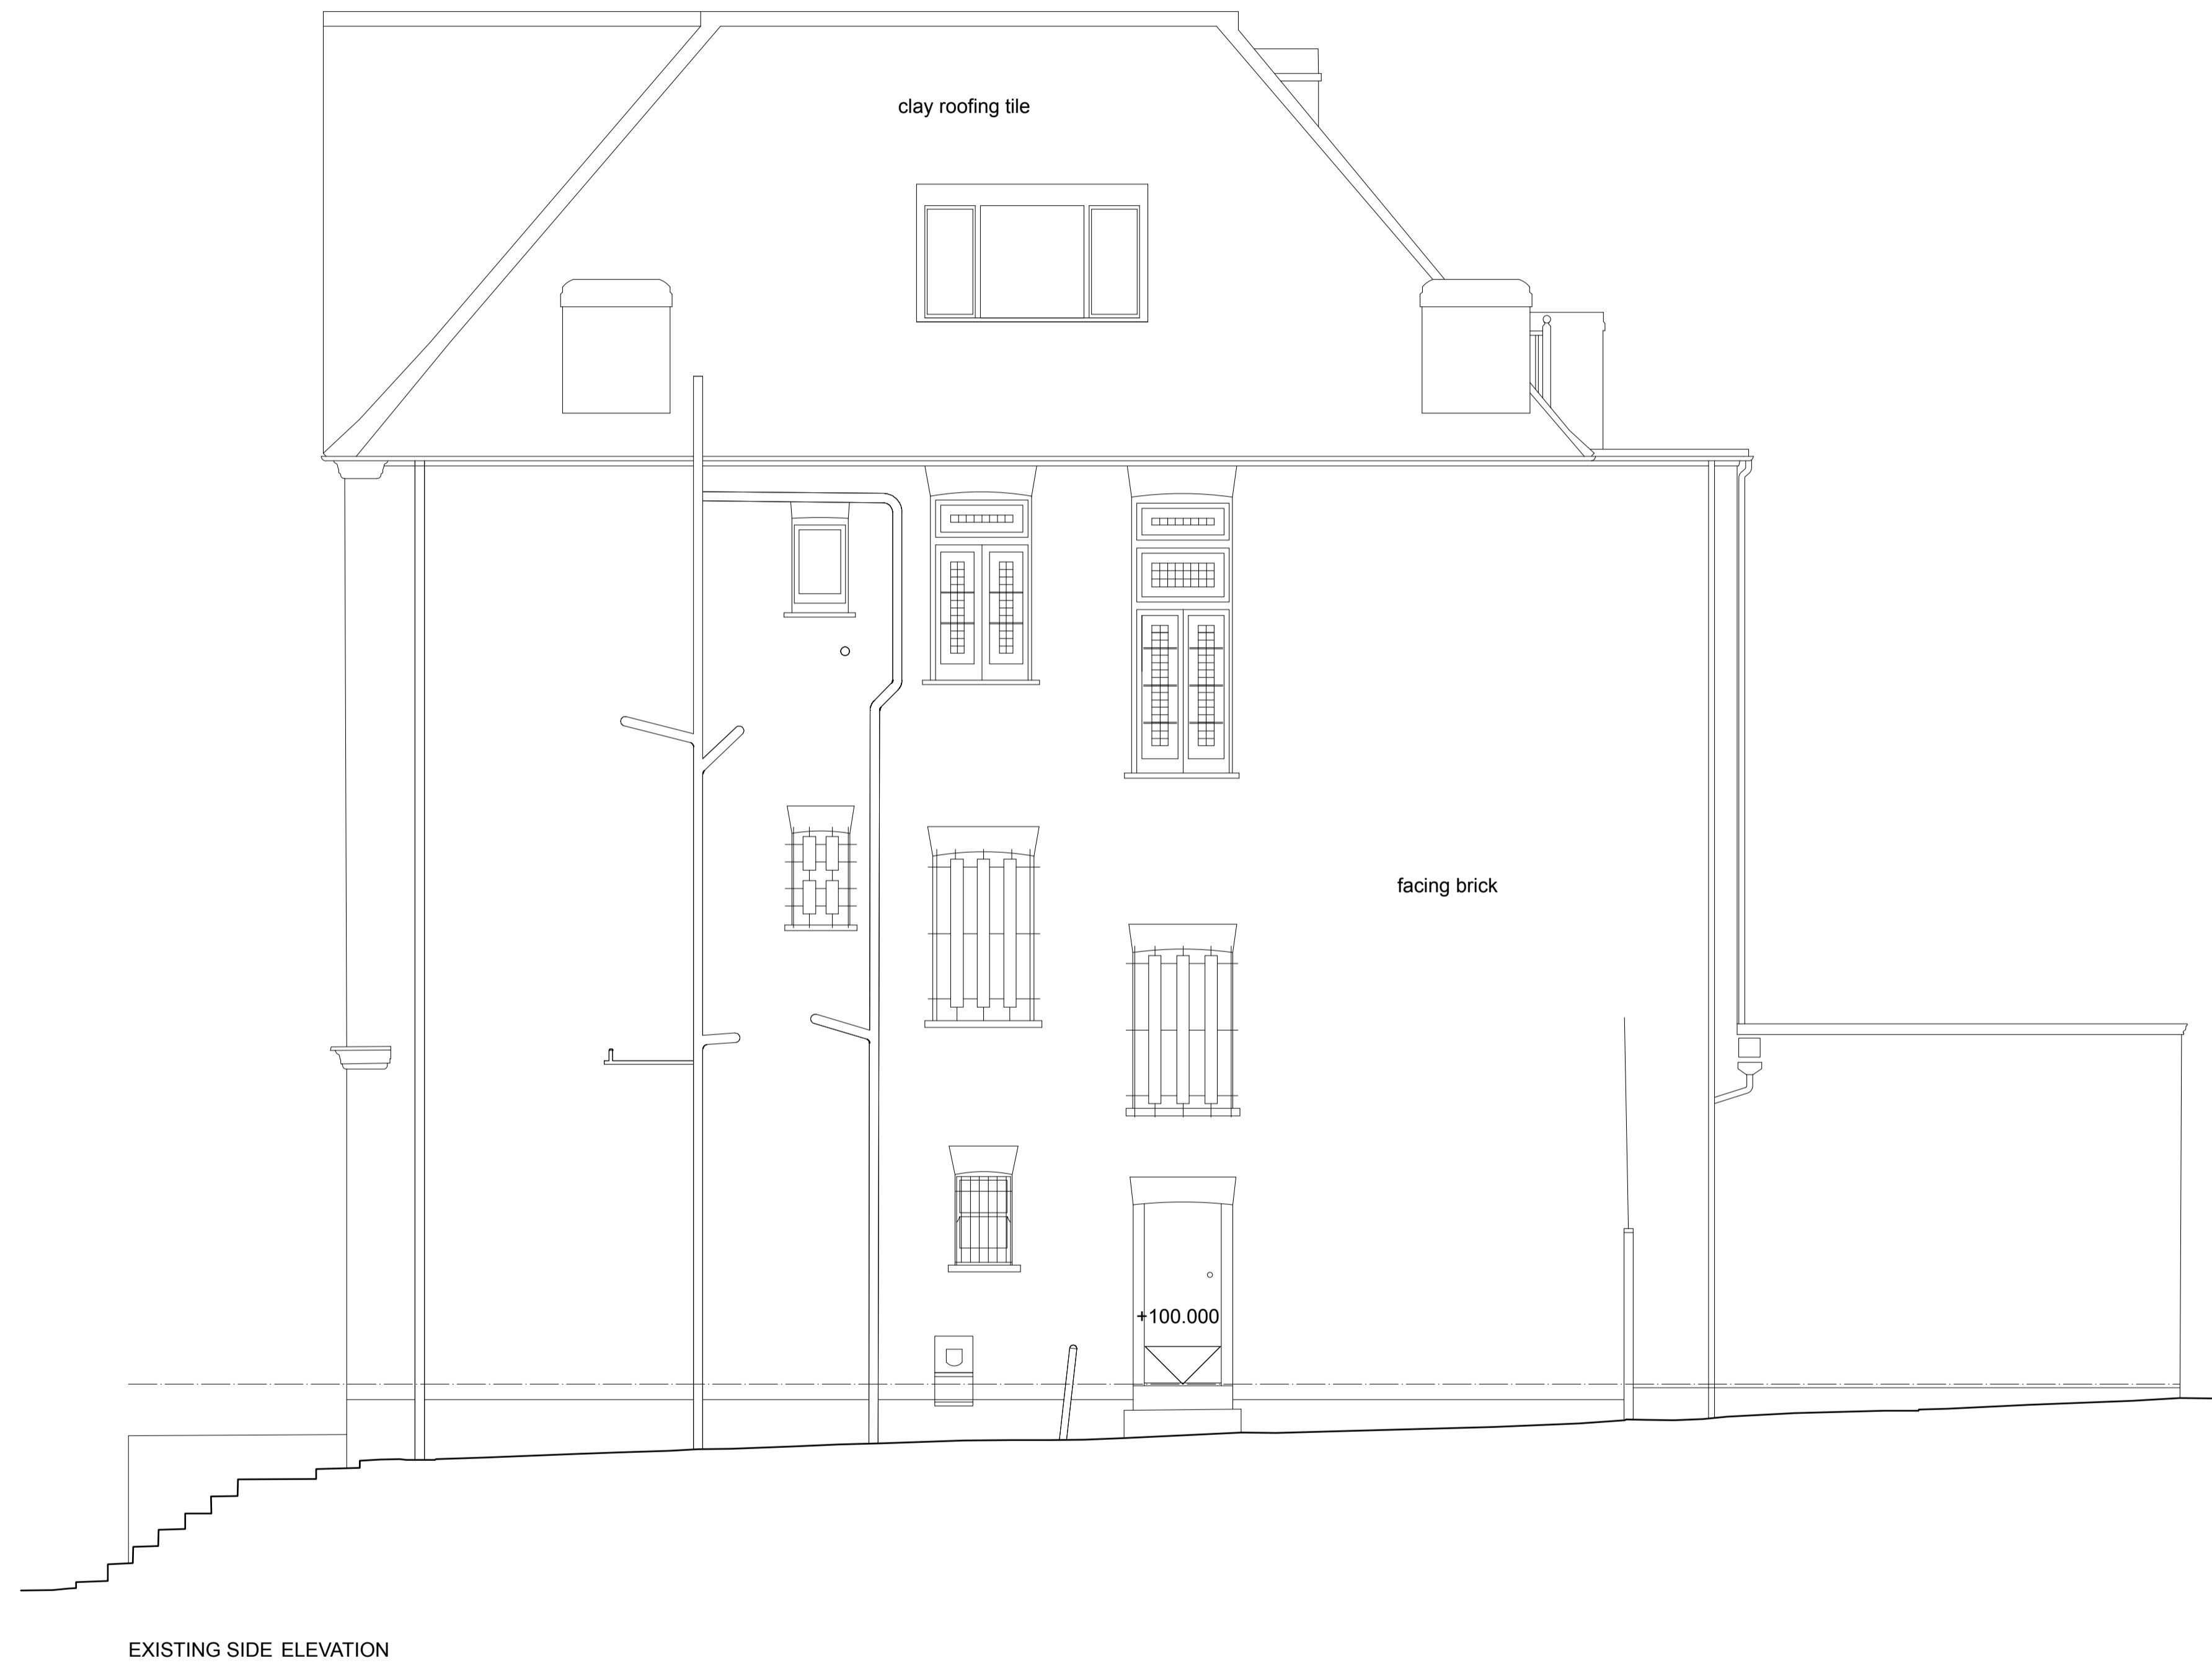 clay roofing tile
facing brick
+100.000
EXISTING SIDE ELEVATION